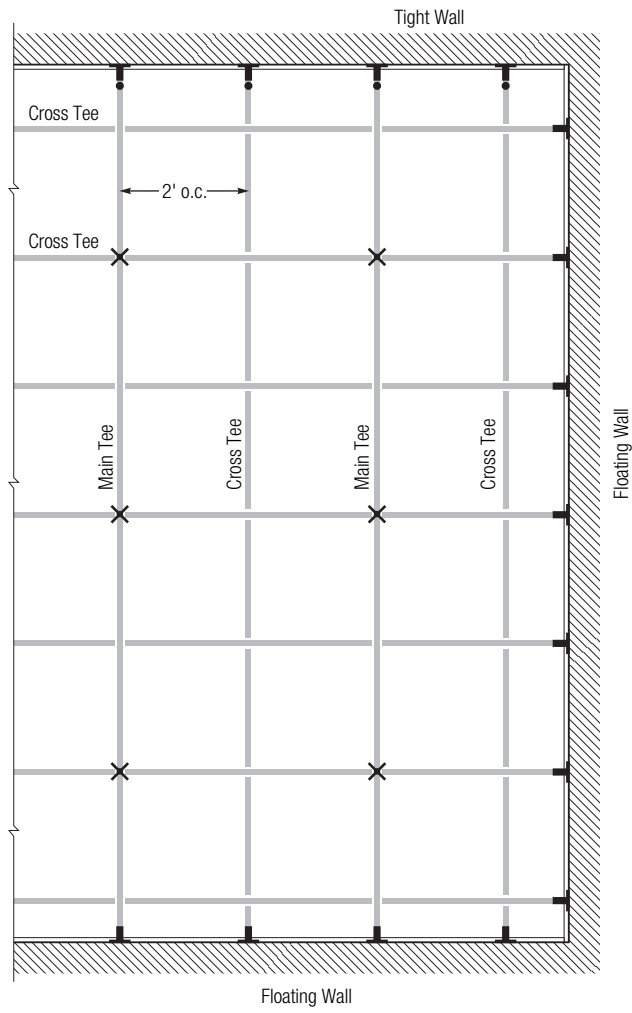 Tight Wall
Cross Tee
2' o.c.
Cross Tee
Main Tee
Cross Tee
Main Tee
Cross Tee
Floating Wall
Floating Wall